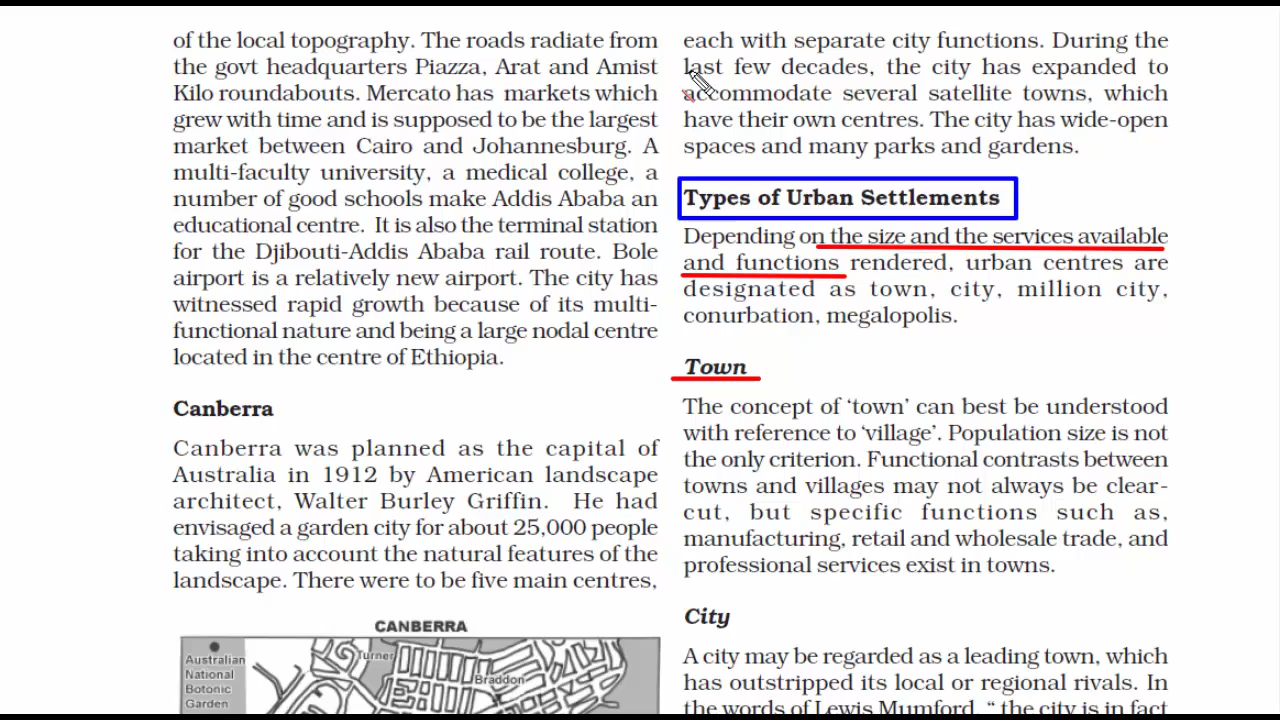 of the local topography. The roads radiate from
the govt headquarters Piazza, Arat and Amist
Kilo roundabouts. Mercato has markets which
grew with time and is supposed to be the largest
market between Cairo and Johannesburg. A
multi-faculty university, a medical college, a
number of good schools make Addis Ababa an
educational centre. It is also the terminal station
for the Djibouti-Addis Ababa rail route. Bole
airport is a relatively new airport. The city has
witnessed rapid growth because of its multi-
functional nature and being a large nodal centre
located in the centre of Ethiopia.
Canberra
Canberra was planned as the capital of
Australia in 1912 by American landscape
architect, Walter Burley Griffin. He had
envisaged a garden city for about 25,000 people
taking into account the natural features of the
landscape. There were to be five main centres,
CANBERRA
Australian
National
Botonic
Garden
Turner
Braddon
each with separate city functions. During the
last few decades, the city has expanded to
accommodate several satellite towns, which
have their own centres. The city has wide-open
spaces and many parks and gardens.
Types of Urban Settlements
Depending on the size and the services available
and functions rendered, urban centres are
designated as town, city, million city,
conurbation, megalopolis.
Town
The concept of ‘town’ can best be understood
with reference to ‘village’. Population size is not
the only criterion. Functional contrasts between
towns and villages may not always be clear-
cut, but specific functions such as,
manufacturing, retail and wholesale trade, and
professional services exist in towns.
City
A city may be regarded as a leading town, which
has outstripped its local or regional rivals. In
the words of Lewis Mumford, “ the city is in fact